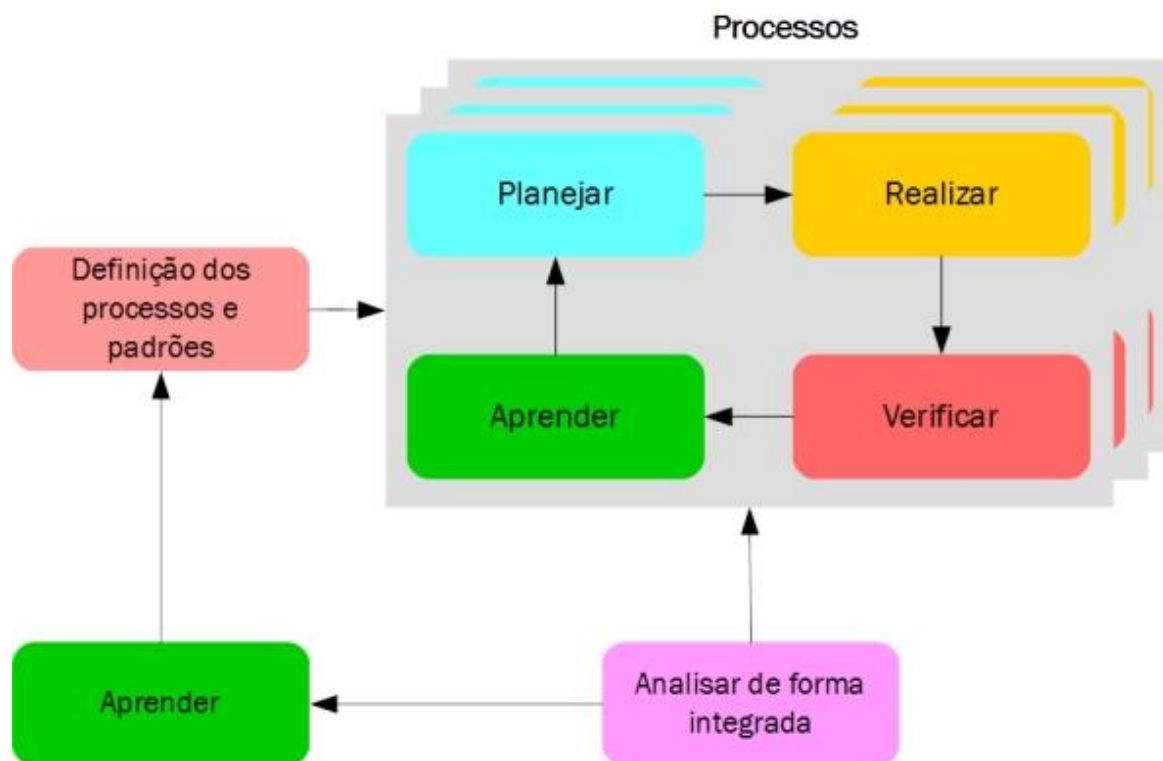 Processos
Planejar
Realizar
Definição dos
processos e
padrões
Aprender
Verificar
Aprender
Analisar de forma
integrada